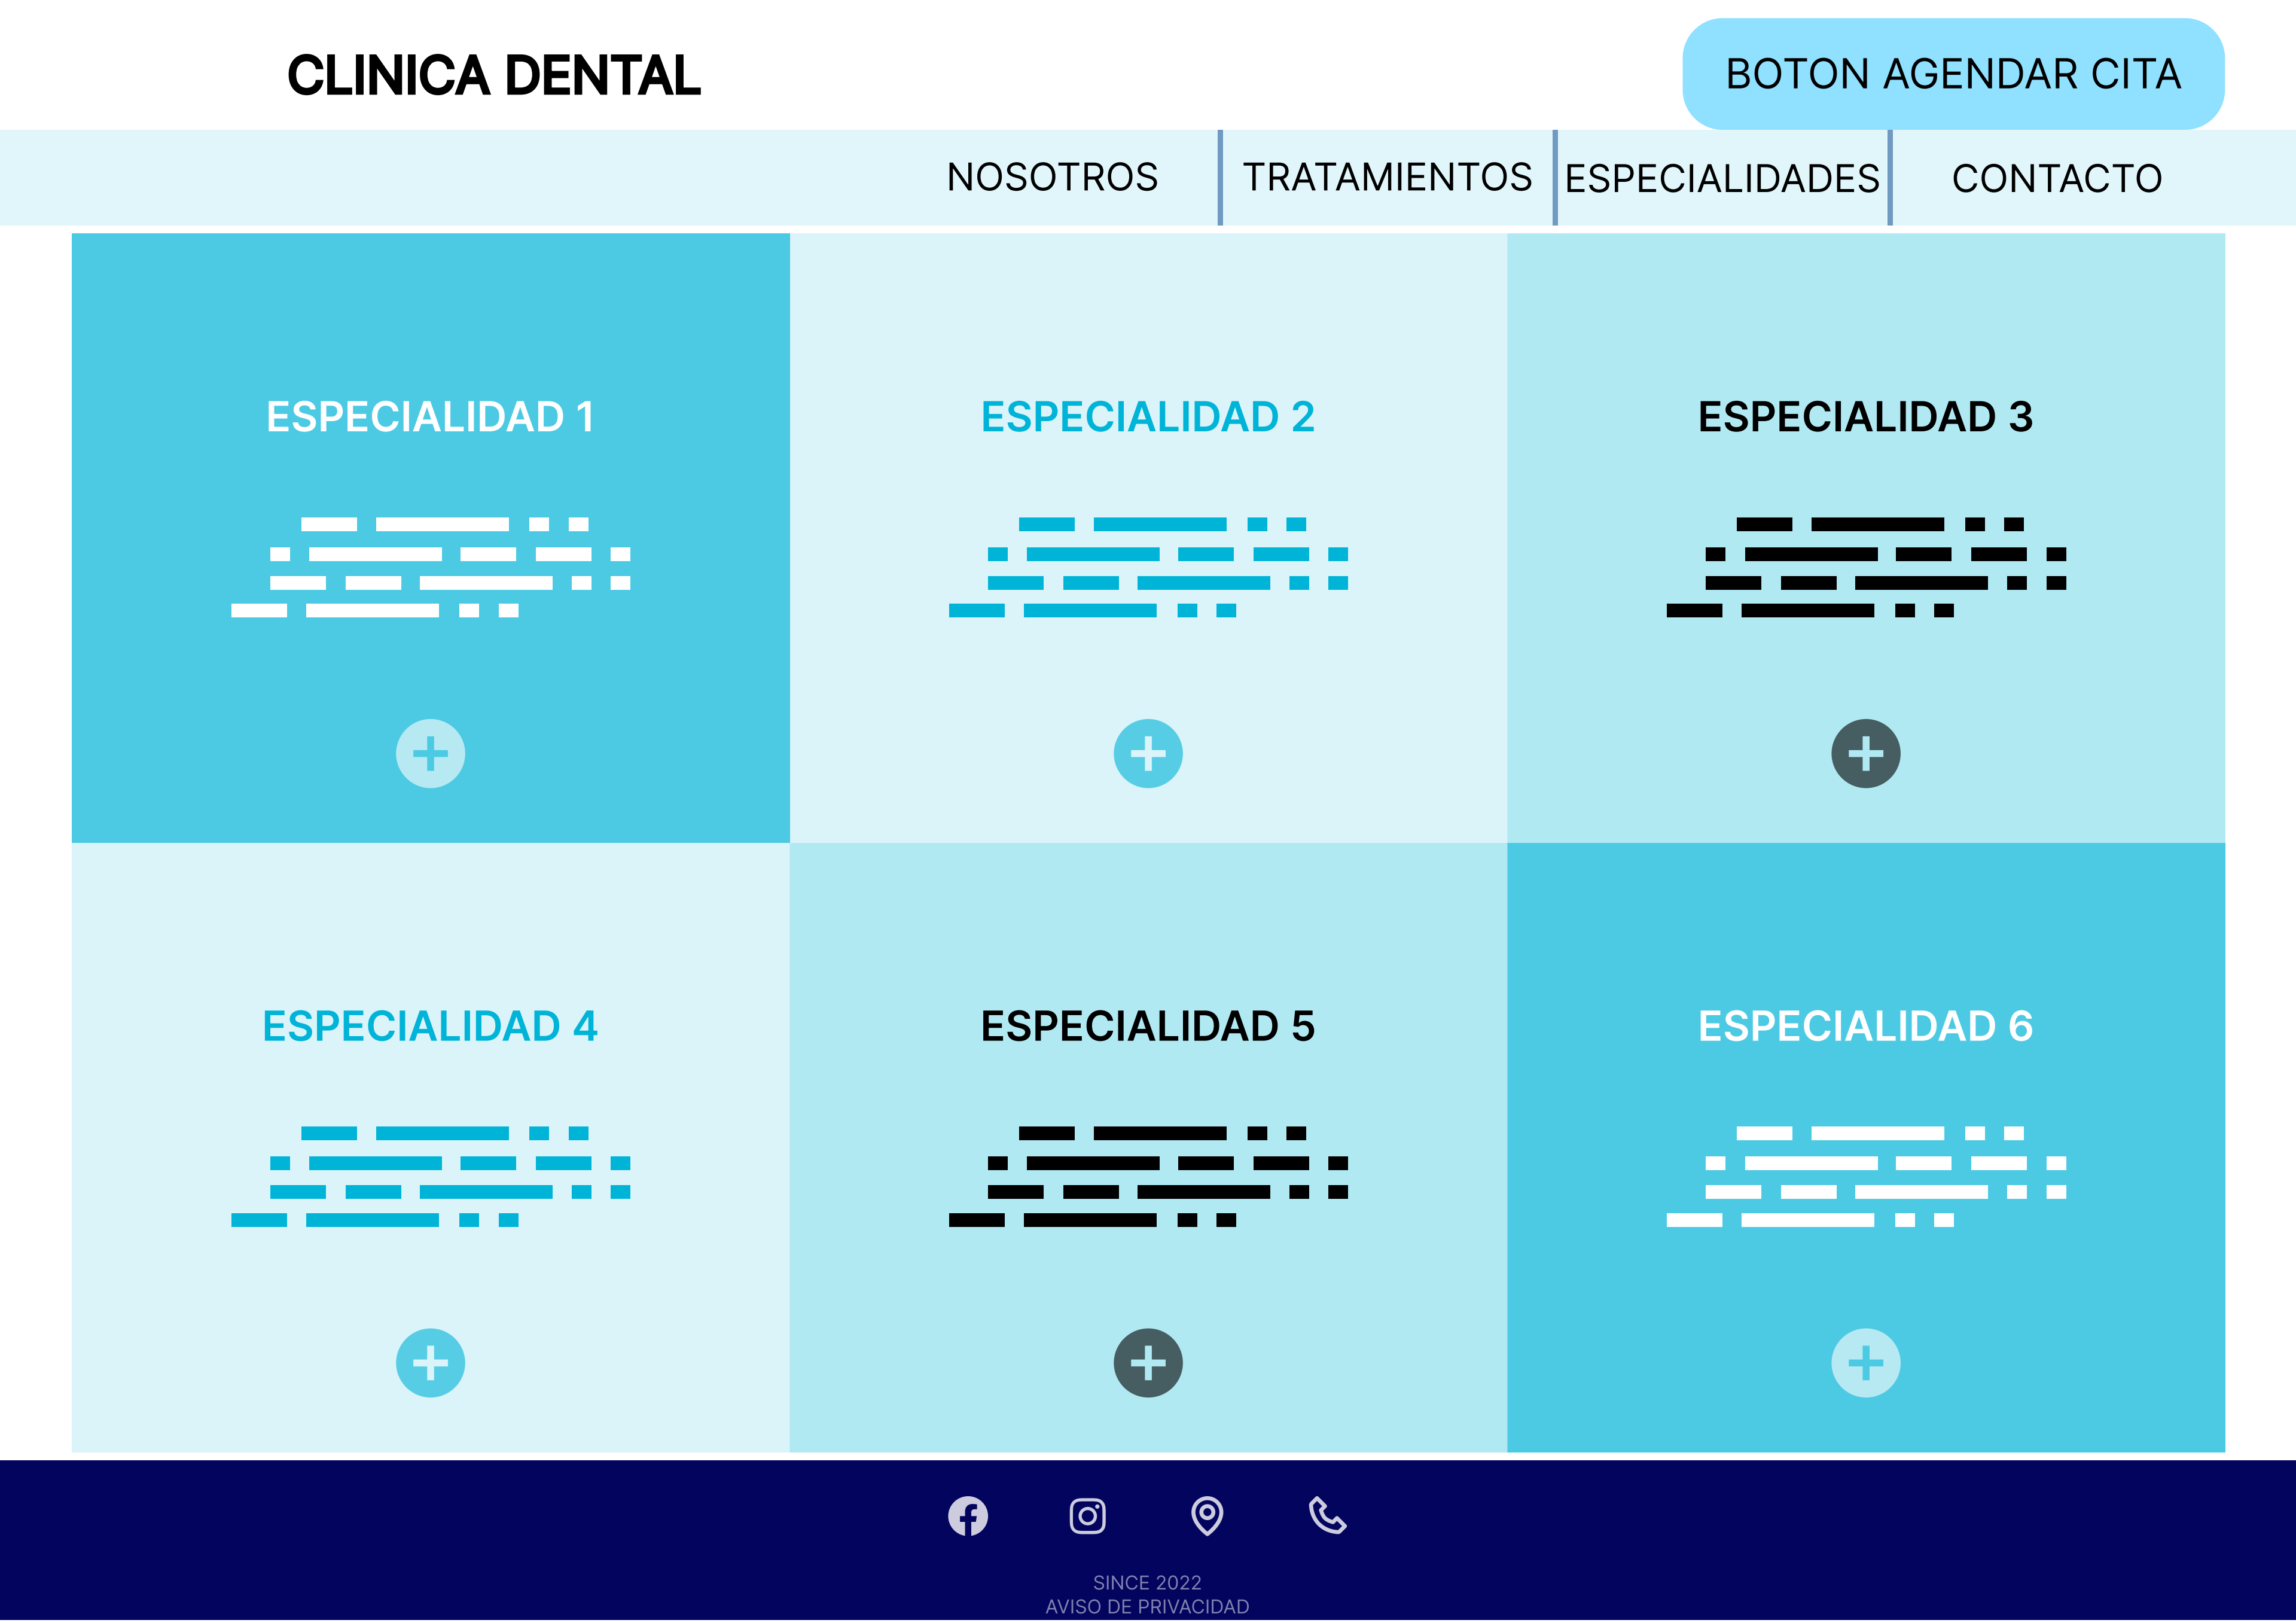 CLINICA DENTAL
BOTON AGENDAR CITA
NOSOTROS
TRATAMIENTOS
ESPECIALIDADES
CONTACTO
ESPECIALIDAD 1
ESPECIALIDAD 2
ESPECIALIDAD 3
ESPECIALIDAD 4
ESPECIALIDAD 5
ESPECIALIDAD 6
SINCE 2022
AVISO DE PRIVACIDAD